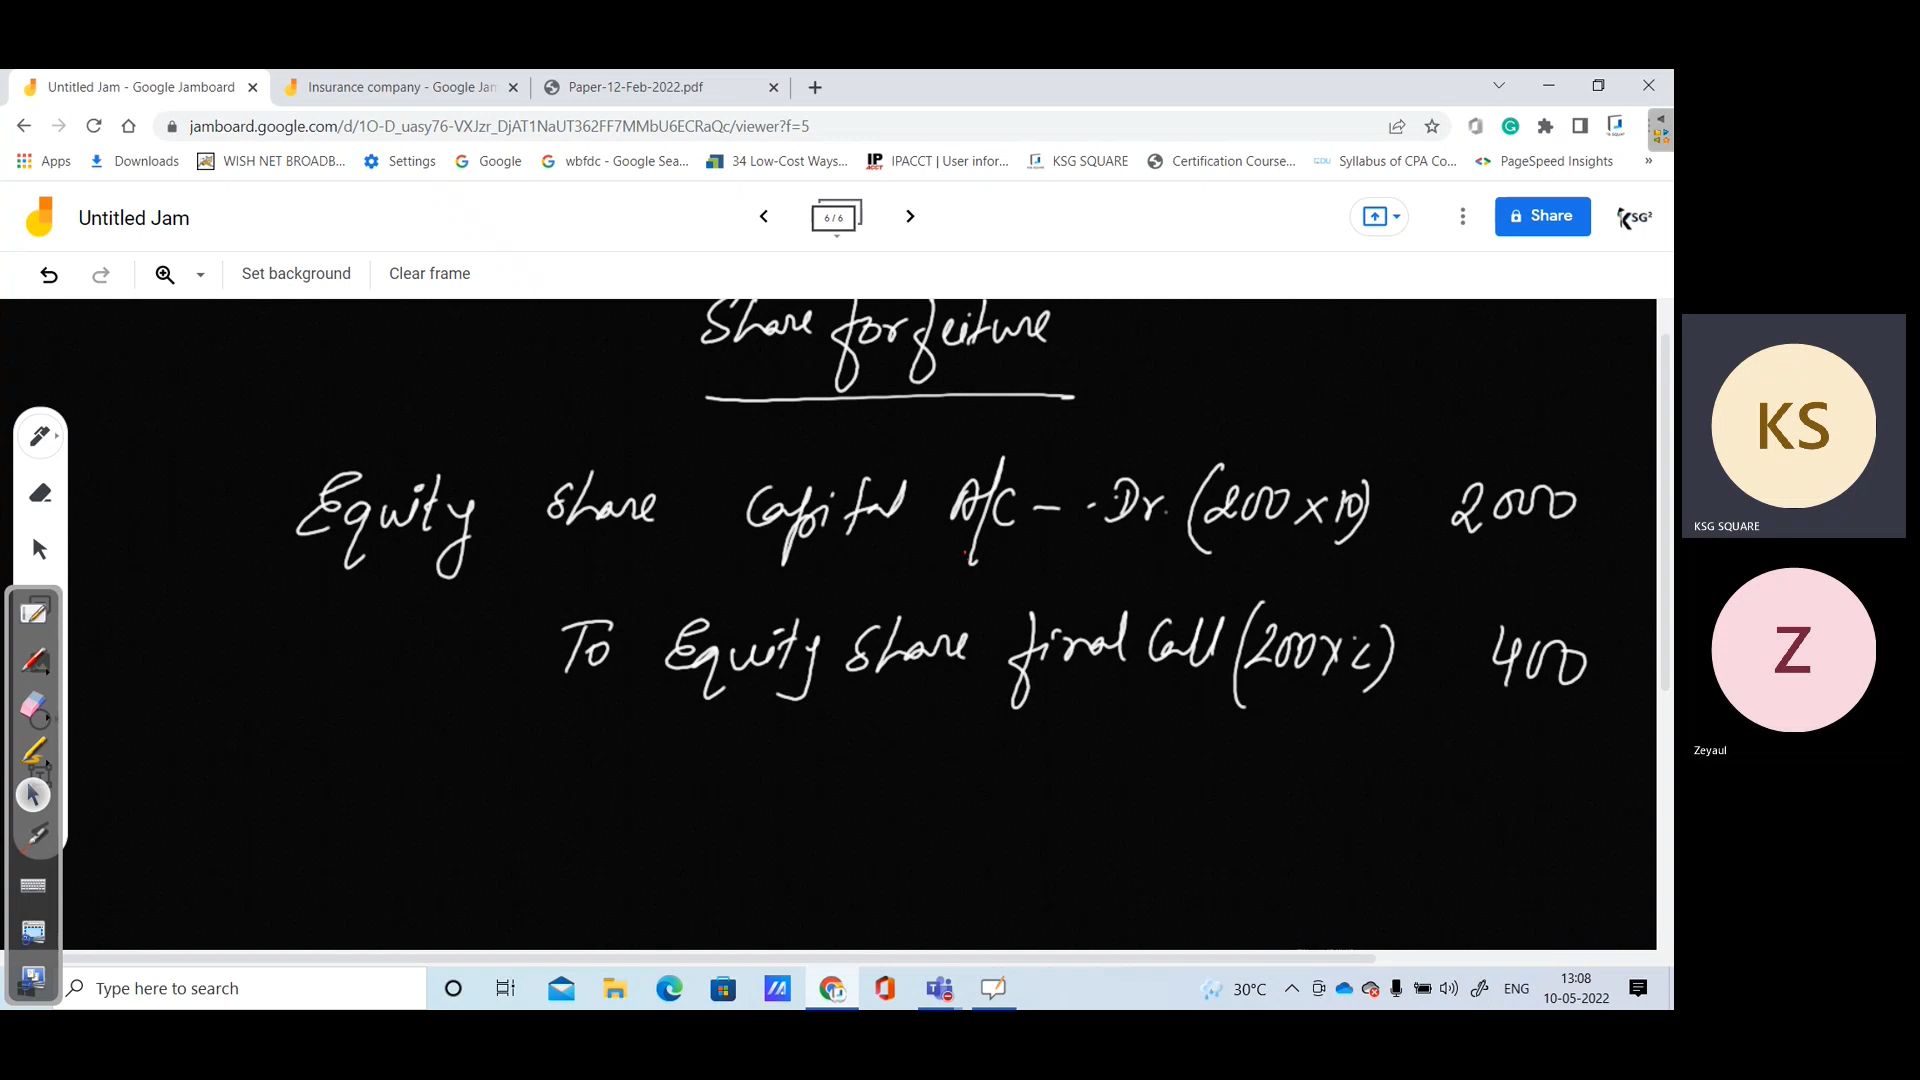 Untitled Jam - Google Jamboard
Insurance company - Google Jam
Paper-12-Feb-2022.pdf
jamboard.google.com/d/1O-D_uasy76-VXJzr_DjAT1NaUT362FF7MMbU6ECRaQc/viewer?f=5
Apps Downloads WISH NET BROADB... Settings Google wbfdc - Google Sea... 34 Low-Cost Ways... IPACCT | User infor... KSG SQUARE Certification Course... Syllabus of CPA Co... PageSpeed Insights »
Untitled Jam
6 / 6
Share
KSG²
Set background Clear frame
Share forfeiture
Equity Share Capital A/C - - Dr. (200 x 10) 2000
To Equity Share final Call (200 x 2) 400
KS
KSG SQUARE
Z
Zeyaul
Type here to search
30°C
ENG
13:08
10-05-2022